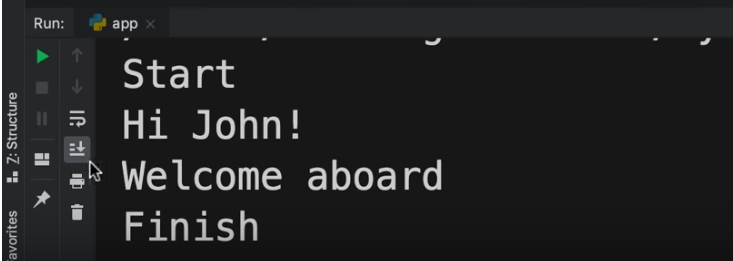 Run: app
Start
Hi John!
Welcome aboard
Finish
Z: Structure
avorites